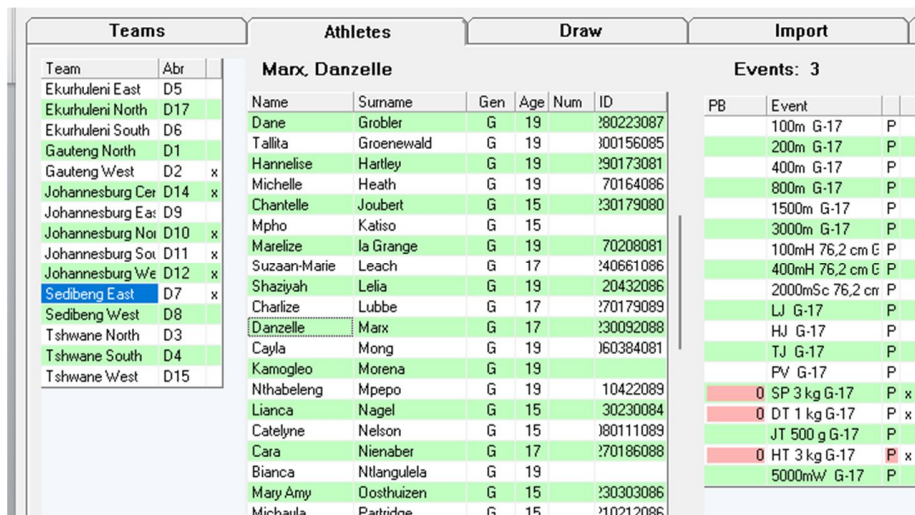 Teams Athletes Draw Import
Marx, Danzelle
Events: 3
Team Abr
Ekurhuleni East D5
Ekurhuleni North D17
Ekurhuleni South D6
Gauteng North D1
Gauteng West D2 x
Johannesburg Cer D14 x
Johannesburg Eas D9
Johannesburg Nor D10 x
Johannesburg Sou D11 x
Johannesburg We D12 x
Sedibeng East D7 x
Sedibeng West D8
Tshwane North D3
Tshwane South D4
Tshwane West D15
Name Surname Gen Age Num ID
Dane Grobler G 19 280223087
Tallita Groenewald G 19 300156085
Hannelise Hartley G 19 290173081
Michelle Heath G 19 70164086
Chantelle Joubert G 15 230179080
Mpho Katiso G 15
Marelize la Grange G 19 70208081
Suzaan-Marie Leach G 17 240661086
Shaziyah Lelia G 19 20432086
Charlize Lubbe G 17 270179089
Danzelle Marx G 17 230092088
Cayla Mong G 19 060384081
Kamogleo Morena G 19
Nthabeleng Mpepo G 19 10422089
Lianca Nagel G 15 30230084
Catelyne Nelson G 15 080111089
Cara Nienaber G 17 270186088
Bianca Ntlangulela G 19
Mary Amy Oosthuizen G 15 230303086
Michaula Partridge G 15 210212086
PB Event
100m G-17 P
200m G-17 P
400m G-17 P
800m G-17 P
1500m G-17 P
3000m G-17 P
100mH 76,2 cm G P
400mH 76,2 cm G P
2000mSc 76,2 cm P
LJ G-17 P
HJ G-17 P
TJ G-17 P
PV G-17 P
0 SP 3 kg G-17 P x
0 DT 1 kg G-17 P x
JT 500 g G-17 P
0 HT 3 kg G-17 P x
5000mW G-17 P